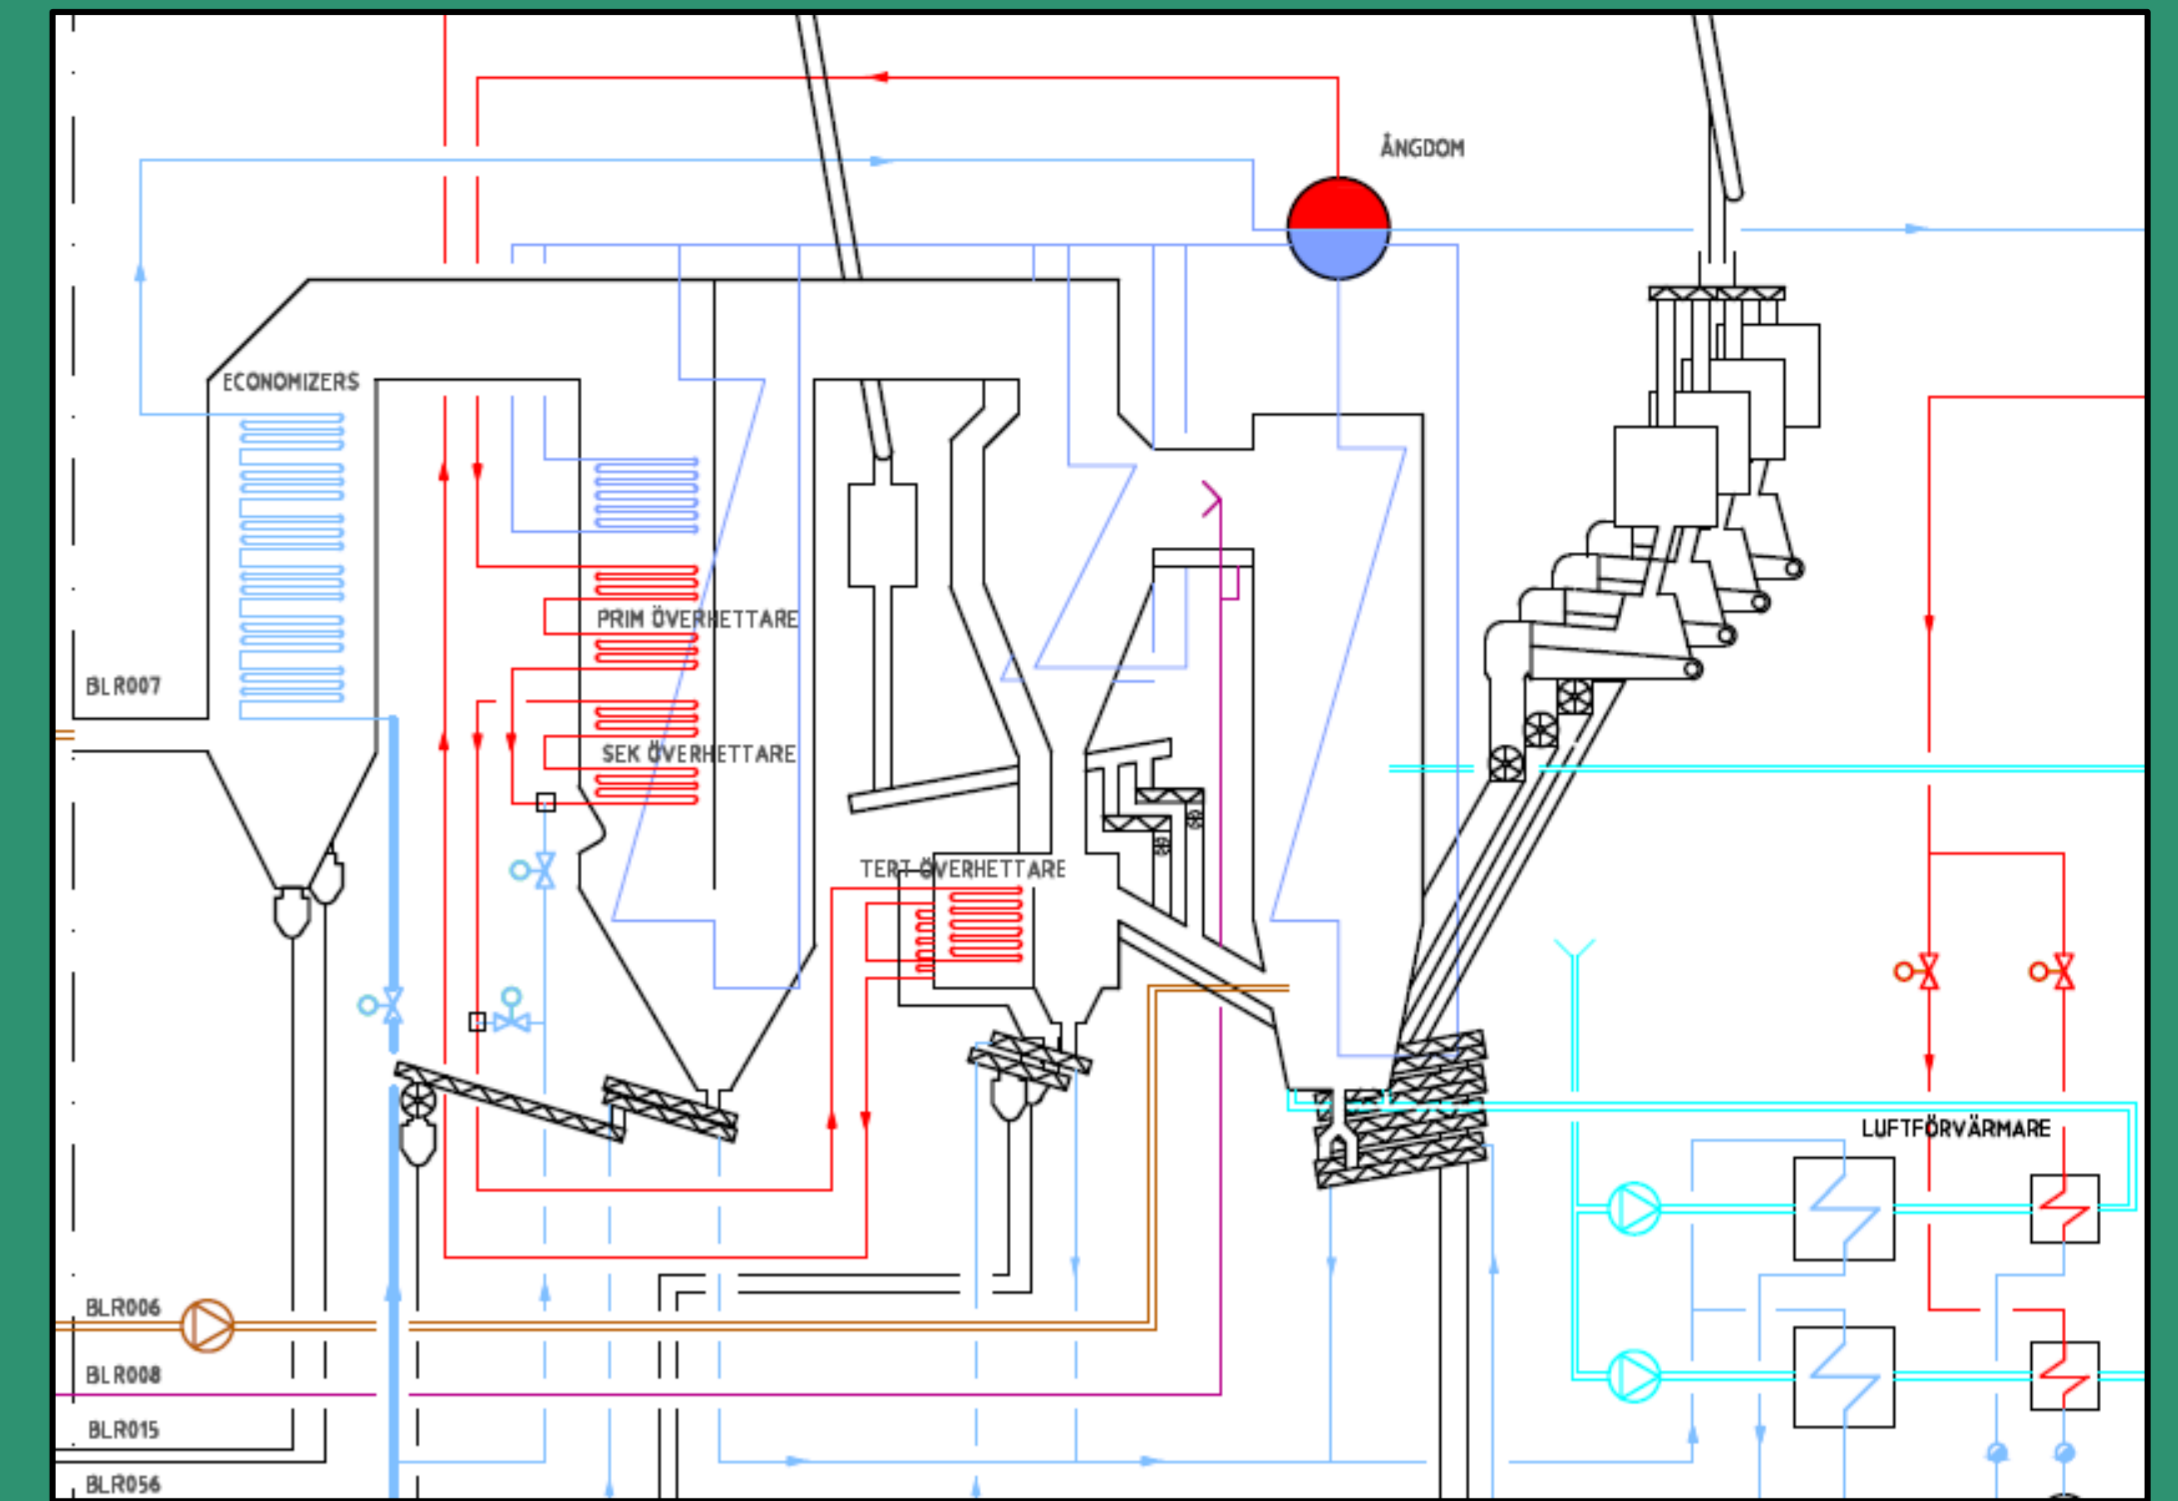 ÅNGDOM
ECONOMIZERS
PRIM ÖVERHETTARE
BLR007
SEK ÖVERHETTARE
TERT ÖVERHETTARE
LUFTFÖRVÄRMARE
BLR006
BLR008
BLR015
BLR056